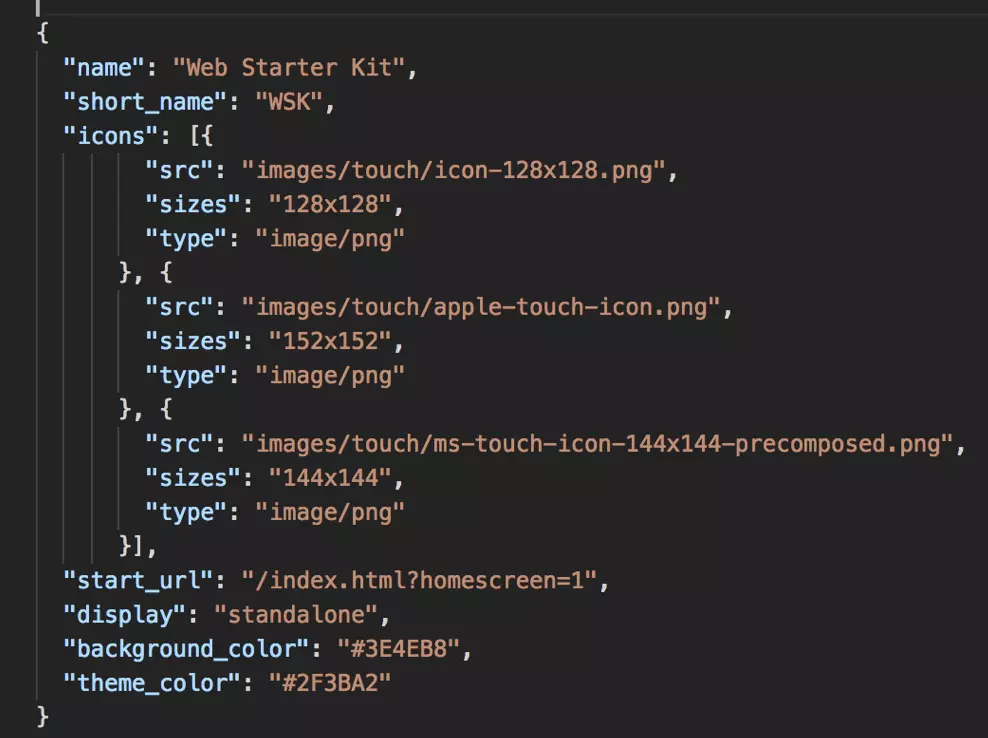 {
"name": "Web Starter Kit",
"short_name": "WSK",
"icons": [{
"src": "images/touch/icon-128x128.png",
"sizes": "128x128",
"type": "image/png"
}, {
"src": "images/touch/apple-touch-icon.png",
"sizes": "152x152",
"type": "image/png"
}, {
"src": "images/touch/ms-touch-icon-144x144-precomposed.png",
"sizes": "144x144",
"type": "image/png"
}],
"start_url": "/index.html?homescreen=1",
"display": "standalone",
"background_color": "#3E4EB8",
"theme_color": "#2F3BA2"
}